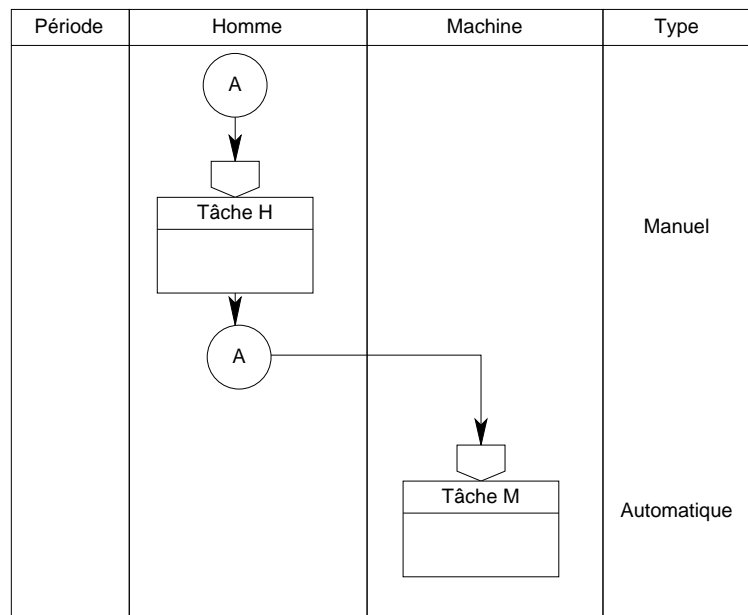 Période Homme Machine Type
A
Tâche H
Manuel
A
Tâche M
Automatique